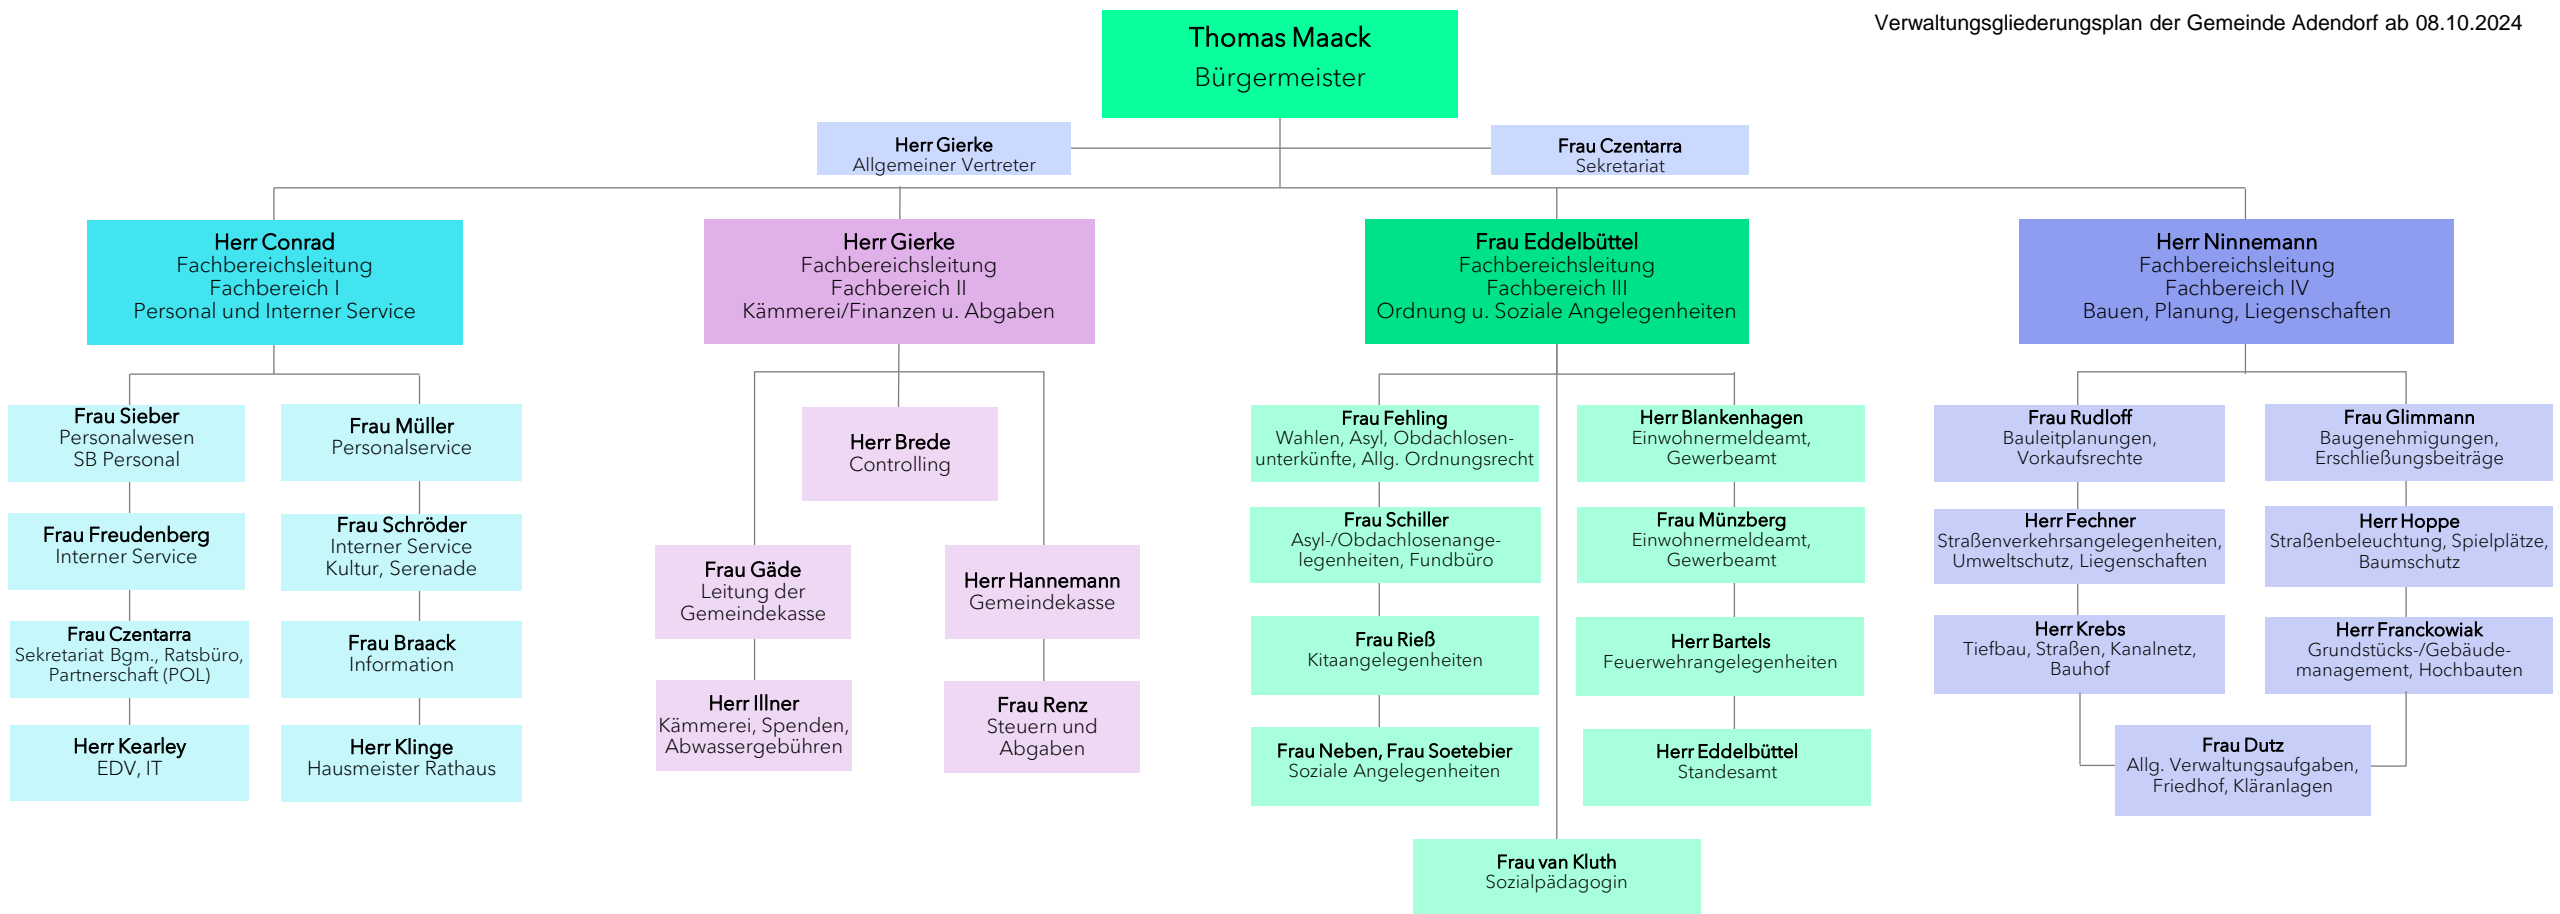 Verwaltungsgliederungsplan der Gemeinde Adendorf ab 08.10.2024
Thomas Maack
Bürgermeister
Herr Gierke
Allgemeiner Vertreter
Frau Czentarra
Sekretariat
Herr Conrad
Fachbereichsleitung
Fachbereich I
Personal und Interner Service
Herr Gierke
Fachbereichsleitung
Fachbereich II
Kämmerei/Finanzen u. Abgaben
Frau Eddelbüttel
Fachbereichsleitung
Fachbereich III
Ordnung u. Soziale Angelegenheiten
Herr Ninnemann
Fachbereichsleitung
Fachbereich IV
Bauen, Planung, Liegenschaften
Frau Sieber
Personalwesen
SB Personal
Frau Freudenberg
Interner Service
Frau Czentarra
Sekretariat Bgm., Ratsbüro,
Partnerschaft (POL)
Herr Kearley
EDV, IT
Frau Müller
Personalservice
Frau Schröder
Interner Service
Kultur, Serenade
Frau Braack
Information
Herr Klinge
Hausmeister Rathaus
Herr Brede
Controlling
Frau Gäde
Leitung der
Gemeindekasse
Herr Illner
Kämmerei, Spenden,
Abwassergebühren
Herr Hannemann
Gemeindekasse
Frau Renz
Steuern und
Abgaben
Frau Fehling
Wahlen, Asyl, Obdachlosen-
unterkünfte, Allg. Ordnungsrecht
Frau Schiller
Asyl-/Obdachlosenange-
legenheiten, Fundbüro
Frau Rieß
Kitaangelegenheiten
Frau Neben, Frau Soetebier
Soziale Angelegenheiten
Herr Blankenhagen
Einwohnermeldeamt,
Gewerbeamt
Frau Münzberg
Einwohnermeldeamt,
Gewerbeamt
Herr Bartels
Feuerwehrangelegenheiten
Herr Eddelbüttel
Standesamt
Frau van Kluth
Sozialpädagogin
Frau Rudloff
Bauleitplanungen,
Vorkaufsrechte
Herr Fechner
Straßenverkehrsangelegenheiten,
Umweltschutz, Liegenschaften
Herr Krebs
Tiefbau, Straßen, Kanalnetz,
Bauhof
Frau Glimmann
Baugenehmigungen,
Erschließungsbeiträge
Herr Hoppe
Straßenbeleuchtung, Spielplätze,
Baumschutz
Herr Franckowiak
Grundstücks-/Gebäude-
management, Hochbauten
Frau Dutz
Allg. Verwaltungsaufgaben,
Friedhof, Kläranlagen